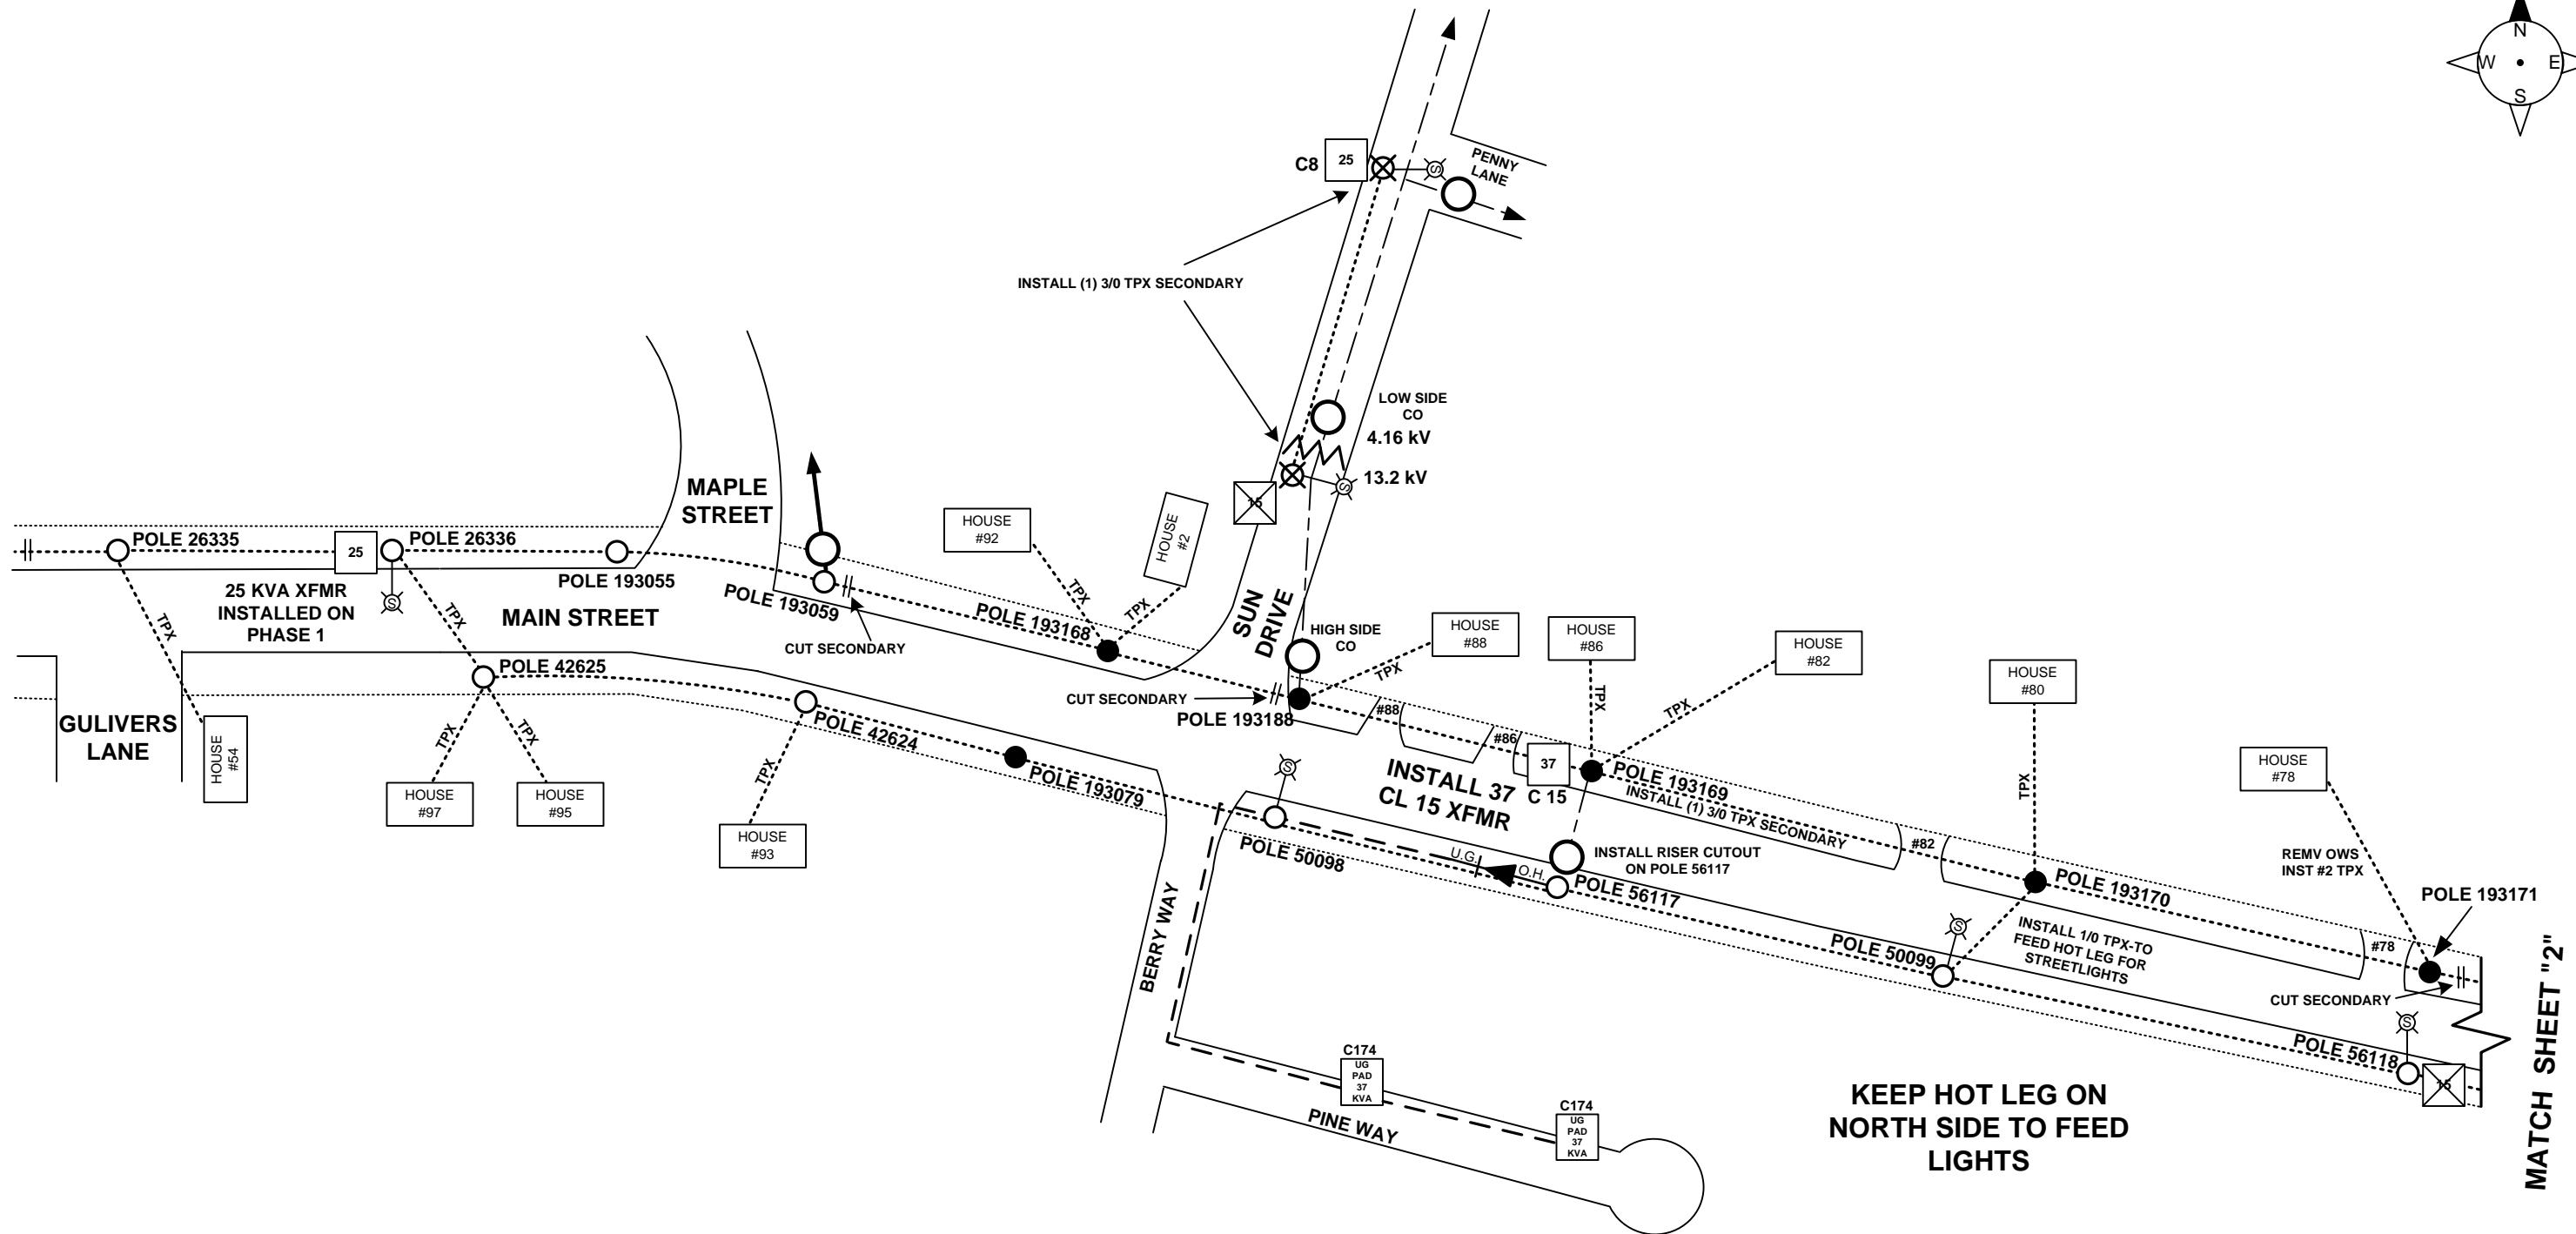 N
W
E
S
C8
25
S
PENNY
LANE
INSTALL (1) 3/0 TPX SECONDARY
LOW SIDE
CO
4.16 kV
13.2 kV
S
15
MAPLE
STREET
HOUSE
#92
TPX
HOUSE
#2
TPX
POLE 26335
25
POLE 26336
S
POLE 193055
25 KVA XFMR
INSTALLED ON
PHASE 1
TPX
TPX
MAIN STREET
POLE 193059
CUT SECONDARY
POLE 193168
SUN
DRIVE
HIGH SIDE
CO
CUT SECONDARY
POLE 193188
HOUSE
#88
TPX
HOUSE
#86
TPX
HOUSE
#82
TPX
HOUSE
#80
TPX
HOUSE
#78
GULIVERS
LANE
HOUSE
#54
POLE 42625
TPX
TPX
HOUSE
#97
HOUSE
#95
POLE 42624
TPX
HOUSE
#93
POLE 193079
#88
#86
37
C 15
INSTALL 37
CL 15 XFMR
POLE 193169
INSTALL (1) 3/0 TPX SECONDARY
#82
S
POLE 50098
U.G.
O.H.
INSTALL RISER CUTOUT
ON POLE 56117
POLE 56117
REMV OWS
INST #2 TPX
POLE 193170
POLE 193171
S
POLE 50099
INSTALL 1/0 TPX-TO
FEED HOT LEG FOR
STREETLIGHTS
#78
CUT SECONDARY
S
POLE 56118
15
BERRY WAY
C174
UG
PAD
37
KVA
C174
UG
PAD
37
KVA
PINE WAY
KEEP HOT LEG ON
NORTH SIDE TO FEED
LIGHTS
MATCH SHEET "2"